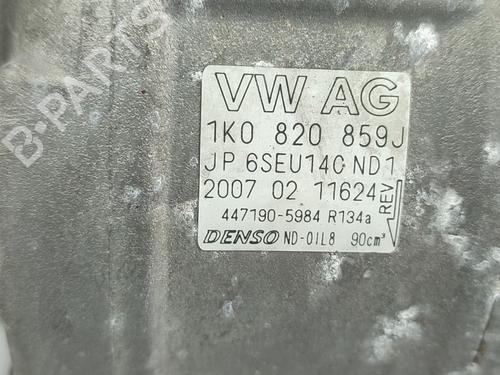 VW AG
1K0 820 859J
JP 6SEU14C ND1
2007 02 11624
REV
447190-5984 R134a
DENSO ND-OIL8 90cm³
B-PARTS